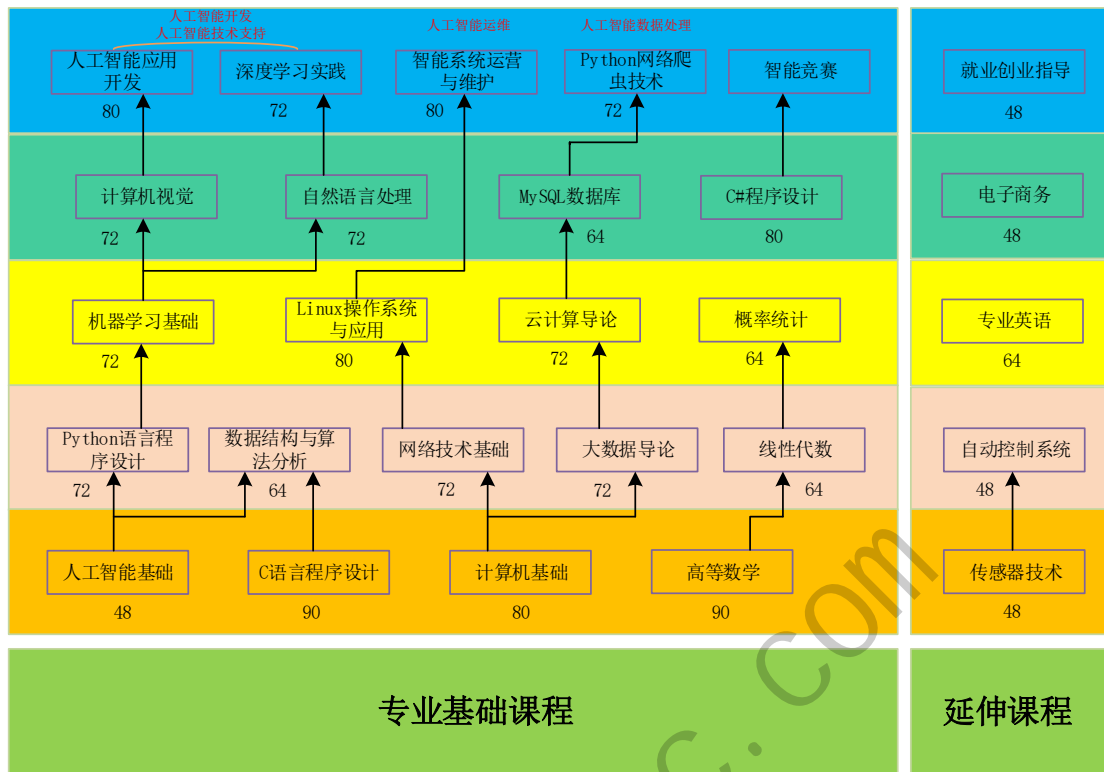 人工智能开发
人工智能技术支持
人工智能运维
人工智能数据处理
人工智能应用
开发
深度学习实践
智能系统运营
与维护
Python网络爬
虫技术
智能竞赛
就业创业指导
80
72
80
72
48
计算机视觉
自然语言处理
MySQL数据库
C#程序设计
电子商务
72
72
64
80
48
机器学习基础
Linux操作系统
与应用
云计算导论
概率统计
专业英语
72
80
72
64
64
Python语言程
序设计
数据结构与算
法分析
网络技术基础
大数据导论
线性代数
自动控制系统
72
64
72
72
64
48
人工智能基础
C语言程序设计
计算机基础
高等数学
传感器技术
48
90
80
90
48
专业基础课程
延伸课程
c.com